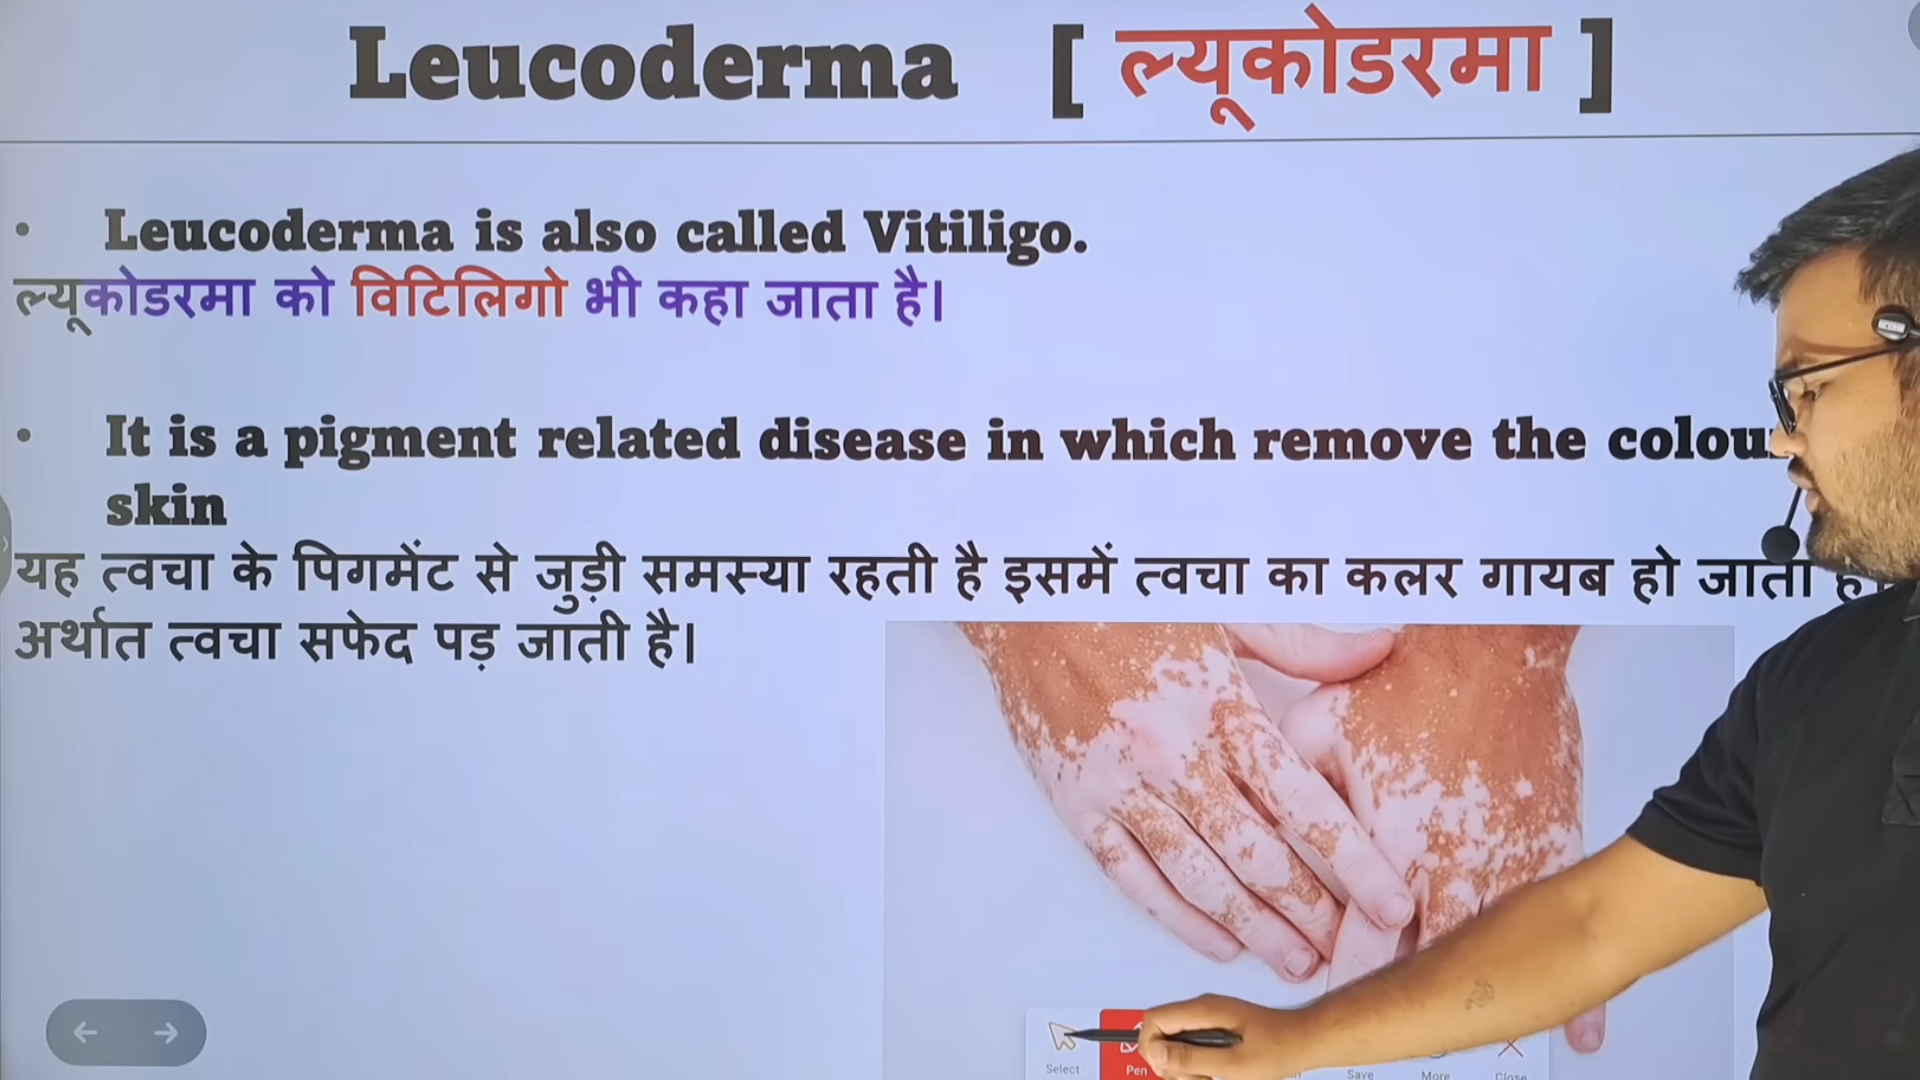 Leucoderma [ ल्यूकोडरमा ]
• Leucoderma is also called Vitiligo.
ल्यूकोडरमा को विटिलिगो भी कहा जाता है।
• It is a pigment related disease in which remove the colou
skin
यह त्वचा के पिगमेंट से जुड़ी समस्या रहती है इसमें त्वचा का कलर गायब हो जाता
अर्थात त्वचा सफेद पड़ जाती है।
Select Pen Save More Close